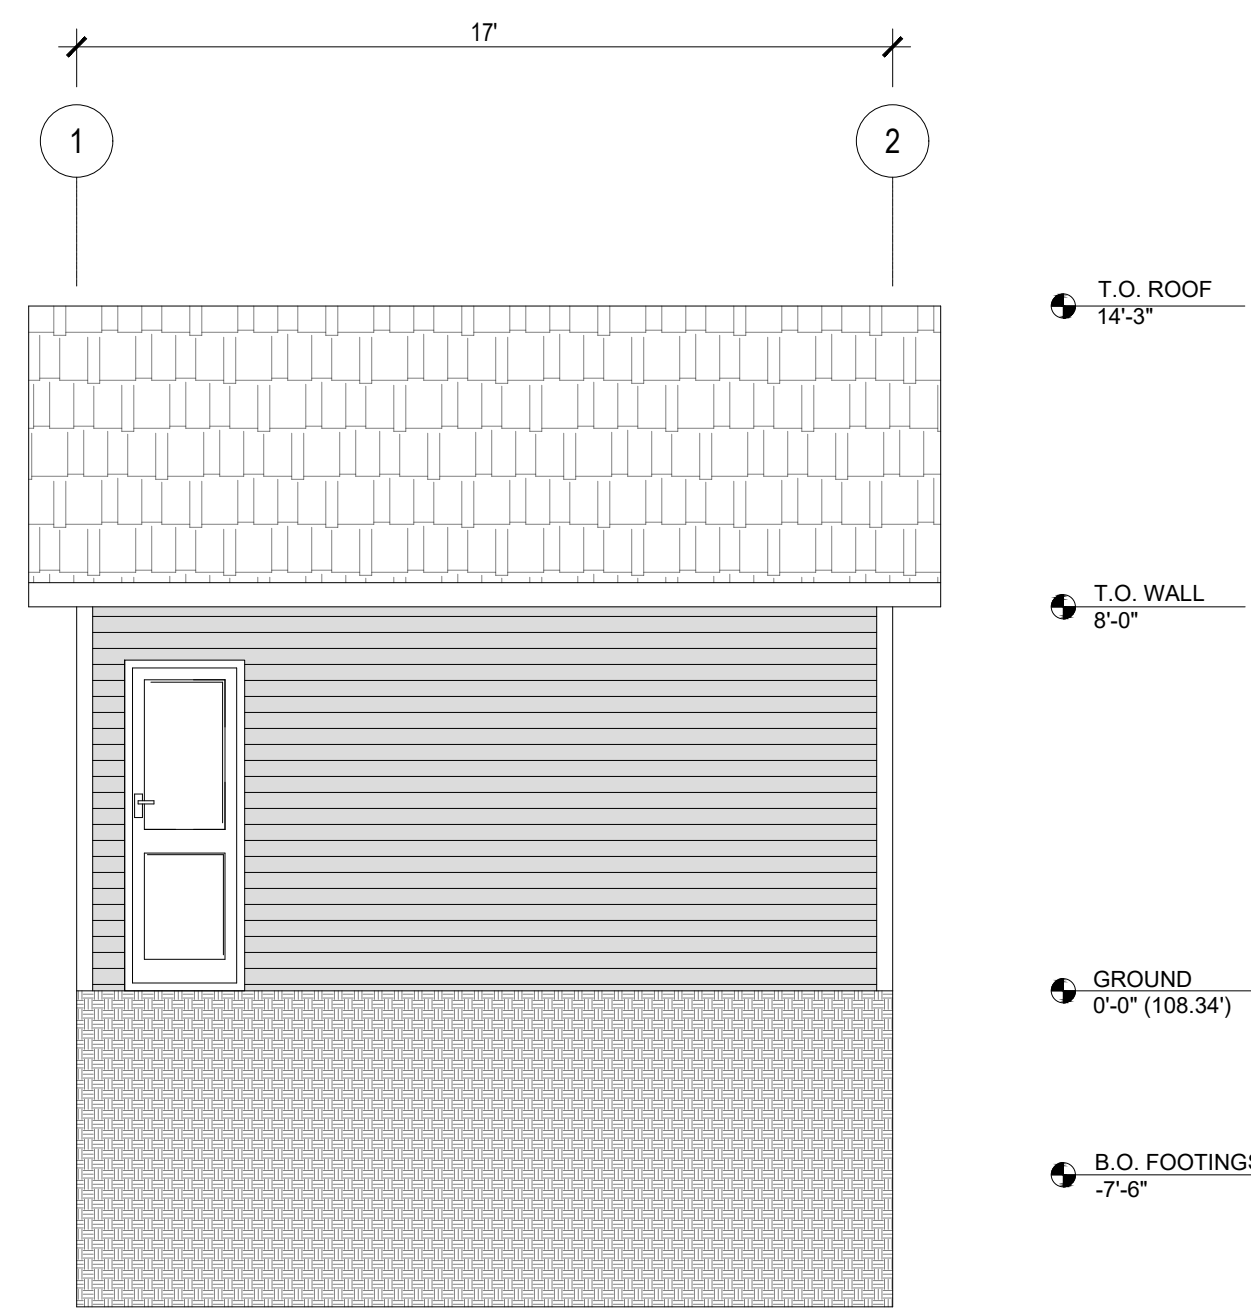 17'
1
2
T.O. ROOF
14'-3"
T.O. WALL
8'-0"
GROUND
0'-0" (108.34')
B.O. FOOTINGS
-7'-6"